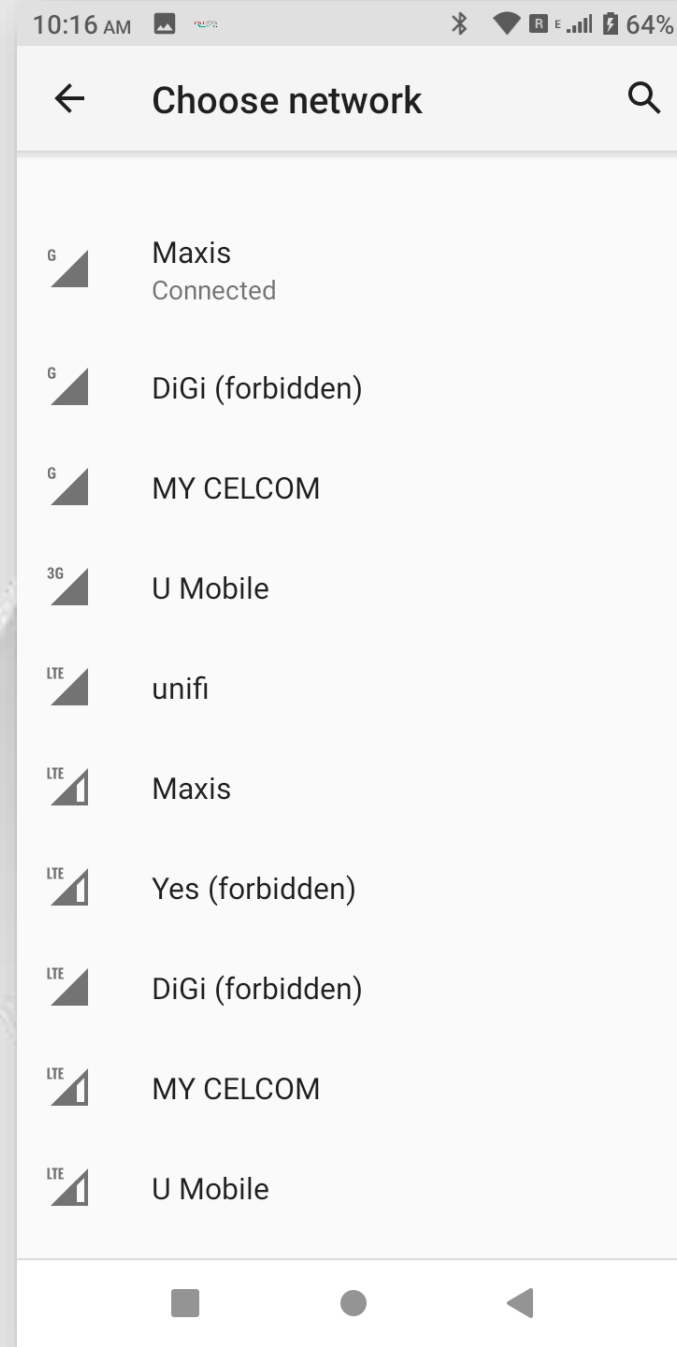 10:16 AM R E 64%
Choose network
G
Maxis
Connected
G
DiGi (forbidden)
G
MY CELCOM
3G
U Mobile
LTE
unifi
LTE
Maxis
LTE
Yes (forbidden)
LTE
DiGi (forbidden)
LTE
MY CELCOM
LTE
U Mobile